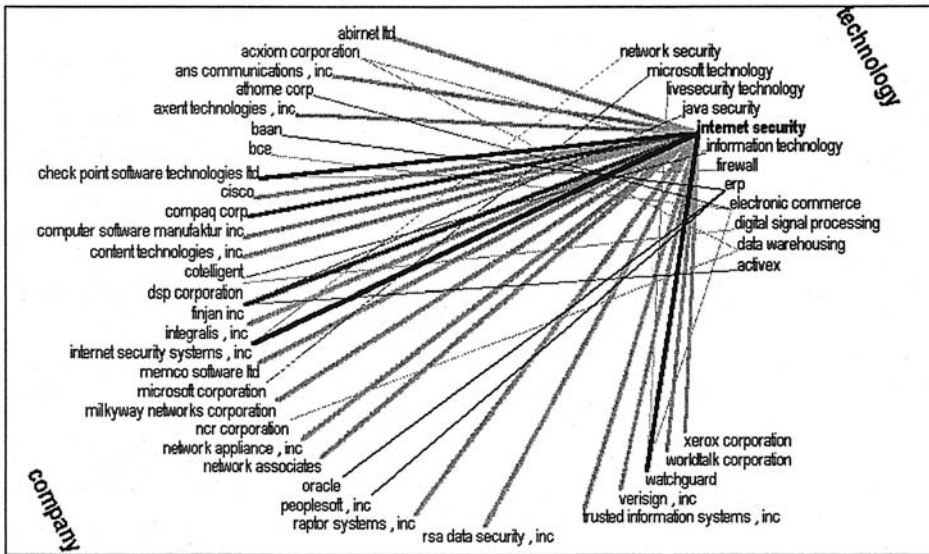 technology
abirnet ltd
acxiom corporation
ans communications , inc
athorne corp
axent technologies , inc
baan
bce
check point software technologies ltd
cisco
compaq corp
computer software manufaktur inc
content technologies , inc
cotelligent
dsp corporation
finjan inc
integralis , inc
internet security systems , inc
memco software ltd
microsoft corporation
milkyway networks corporation
ncr corporation
network appliance , inc
network associates
oracle
peoplesoft , inc
raptor systems , inc
rsa data security , inc
trusted information systems , inc
verisign , inc
watchguard
worldtalk corporation
xerox corporation
network security
microsoft technology
livesecurity technology
java security
internet security
information technology
firewall
erp
electronic commerce
digital signal processing
data warehousing
activex
company